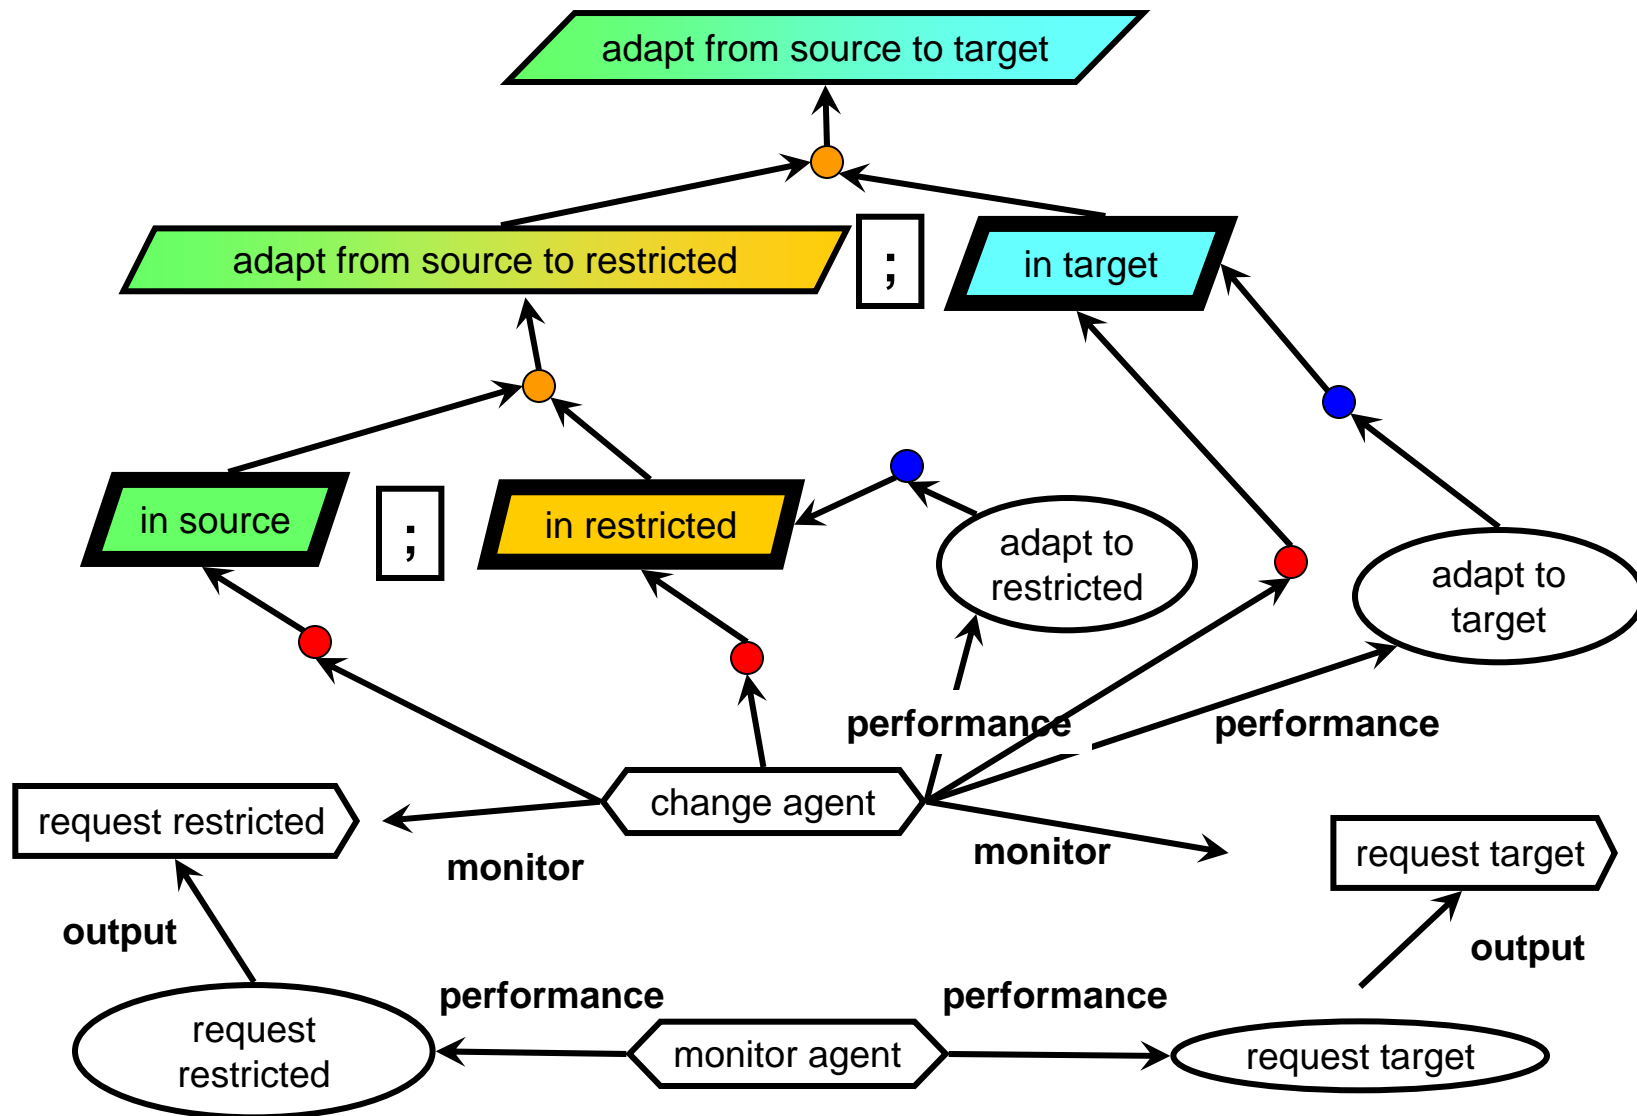 adapt from source to target
adapt from source to restricted
;
in target
in source
;
in restricted
adapt to
restricted
adapt to
target
performance
performance
change agent
request restricted
monitor
monitor
request target
output
output
performance
performance
request
restricted
monitor agent
request target